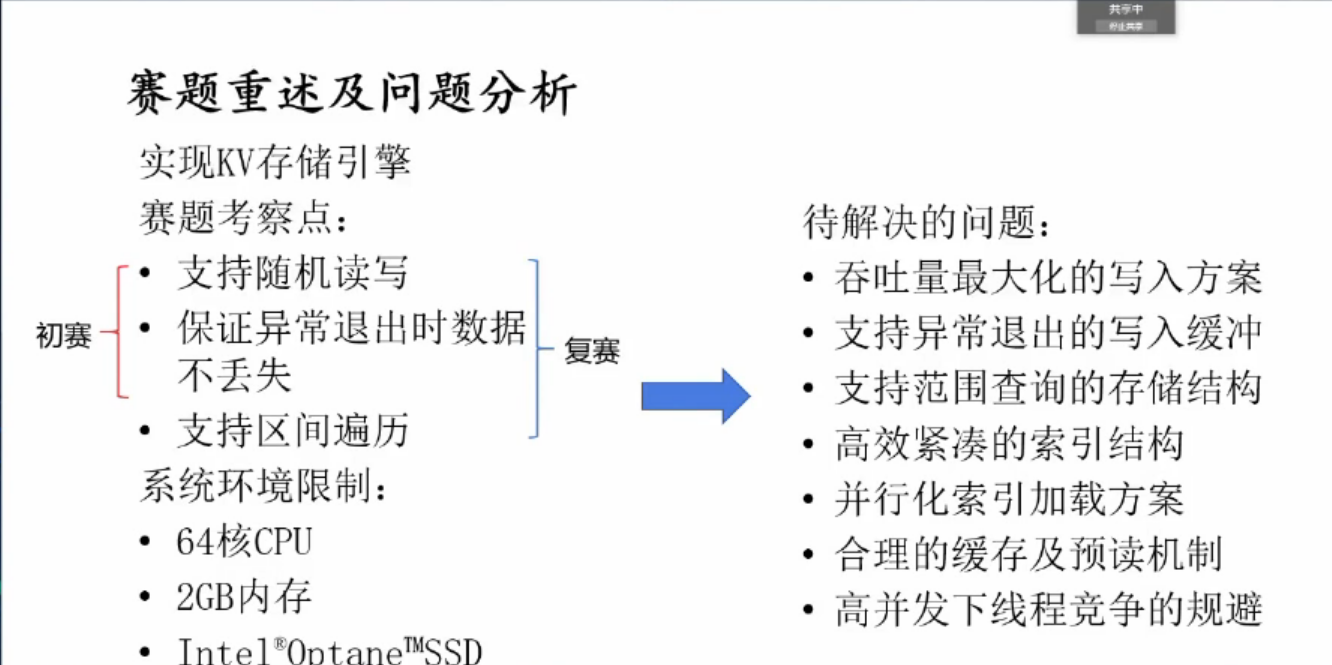 共享中
停止共享
赛题重述及问题分析
实现KV存储引擎
赛题考察点:
• 支持随机读写
• 保证异常退出时数据
不丢失
• 支持区间遍历
初赛
复赛
系统环境限制:
• 64核CPU
• 2GB内存
• Intel®Optane™SSD
待解决的问题:
• 吞吐量最大化的写入方案
• 支持异常退出的写入缓冲
• 支持范围查询的存储结构
• 高效紧凑的索引结构
• 并行化索引加载方案
• 合理的缓存及预读机制
• 高并发下线程竞争的规避